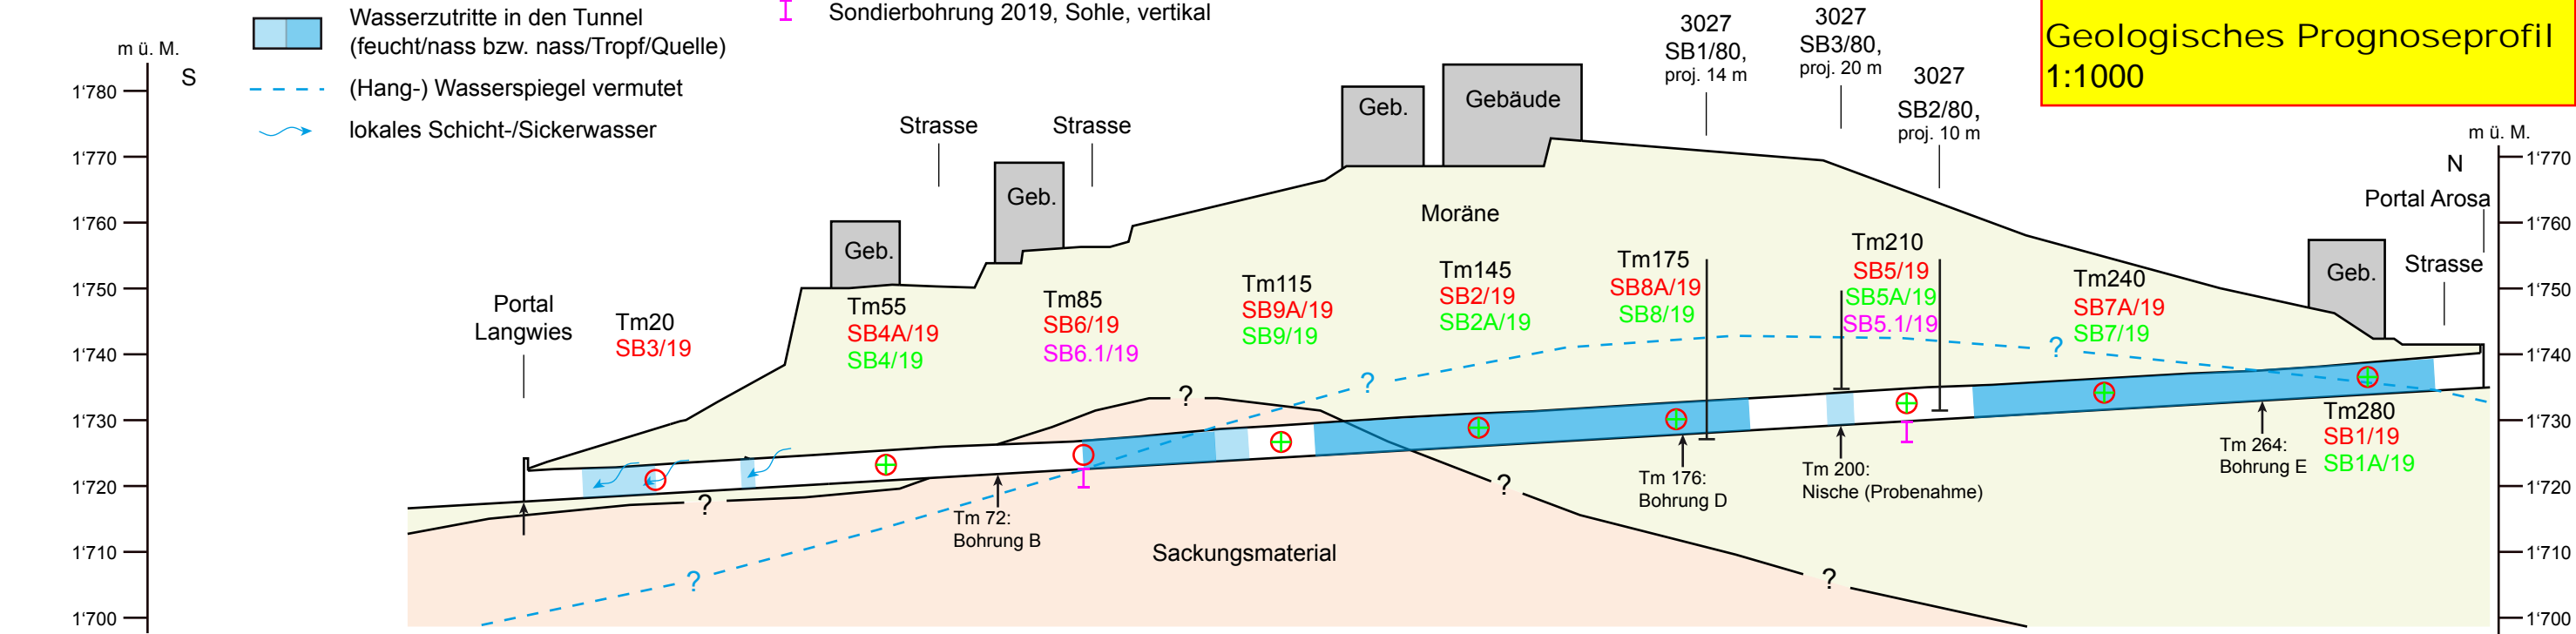 Wasserzutritte in den Tunnel
(feucht/nass bzw. nass/Tropf/Quelle)
(Hang-) Wasserspiegel vermutet
lokales Schicht-/Sickerwasser
Sondierbohrung 2019, Sohle, vertikal
Geologisches Prognoseprofil
1:1000
m ü. M.
S
1'780
1'770
1'760
1'750
1'740
1'730
1'720
1'710
1'700
Strasse
Strasse
Geb.
Geb.
Geb.
Gebäude
3027
SB1/80,
proj. 14 m
3027
SB3/80,
proj. 20 m
3027
SB2/80,
proj. 10 m
m ü. M.
N
Portal Arosa
Strasse
Geb.
1'770
1'760
1'750
1'740
1'730
1'720
1'710
1'700
Moräne
Portal
Langwies
Tm20
SB3/19
Tm55
SB4A/19
SB4/19
Tm85
SB6/19
SB6.1/19
Tm115
SB9A/19
SB9/19
Tm145
SB2/19
SB2A/19
Tm175
SB8A/19
SB8/19
Tm210
SB5/19
SB5A/19
SB5.1/19
Tm240
SB7A/19
SB7/19
Tm280
SB1/19
SB1A/19
?
?
?
?
?
?
?
Tm 72:
Bohrung B
Tm 176:
Bohrung D
Tm 200:
Nische (Probenahme)
Tm 264:
Bohrung E
Sackungsmaterial